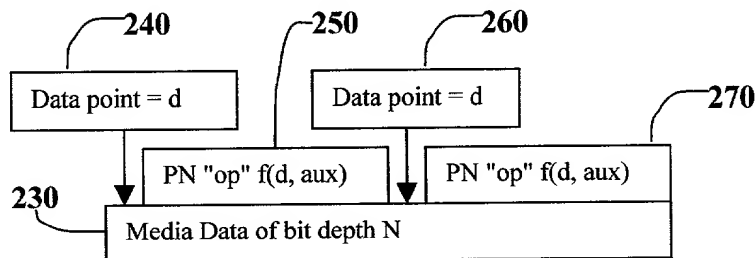 240
250
260
Data point = d
Data point = d
270
PN "op" f(d, aux)
PN "op" f(d, aux)
230
Media Data of bit depth N